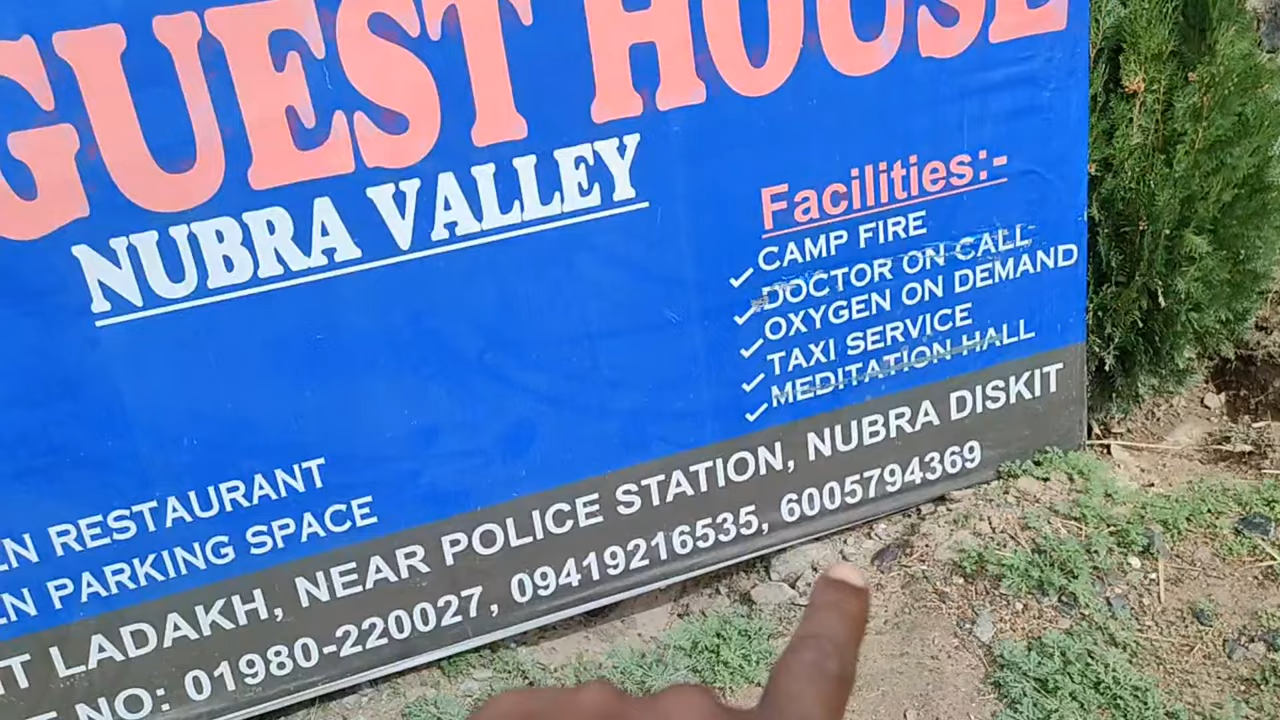 GUEST HOUSE
NUBRA VALLEY
Facilities:-
CAMP FIRE
DOCTOR ON CALL
OXYGEN ON DEMAND
TAXI SERVICE
MEDITATION HALL
RESTAURANT
PARKING SPACE
LADAKH, NEAR POLICE STATION, NUBRA DISKIT
NO: 01980-220027, 09419216535, 6005794369